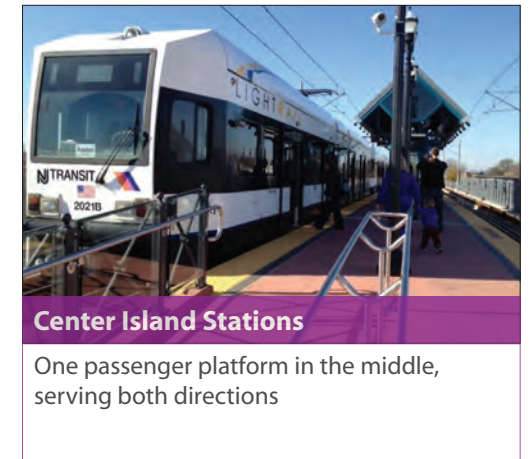 LIGHT
NJ TRANSIT
2021B
Center Island Stations
One passenger platform in the middle,
serving both directions